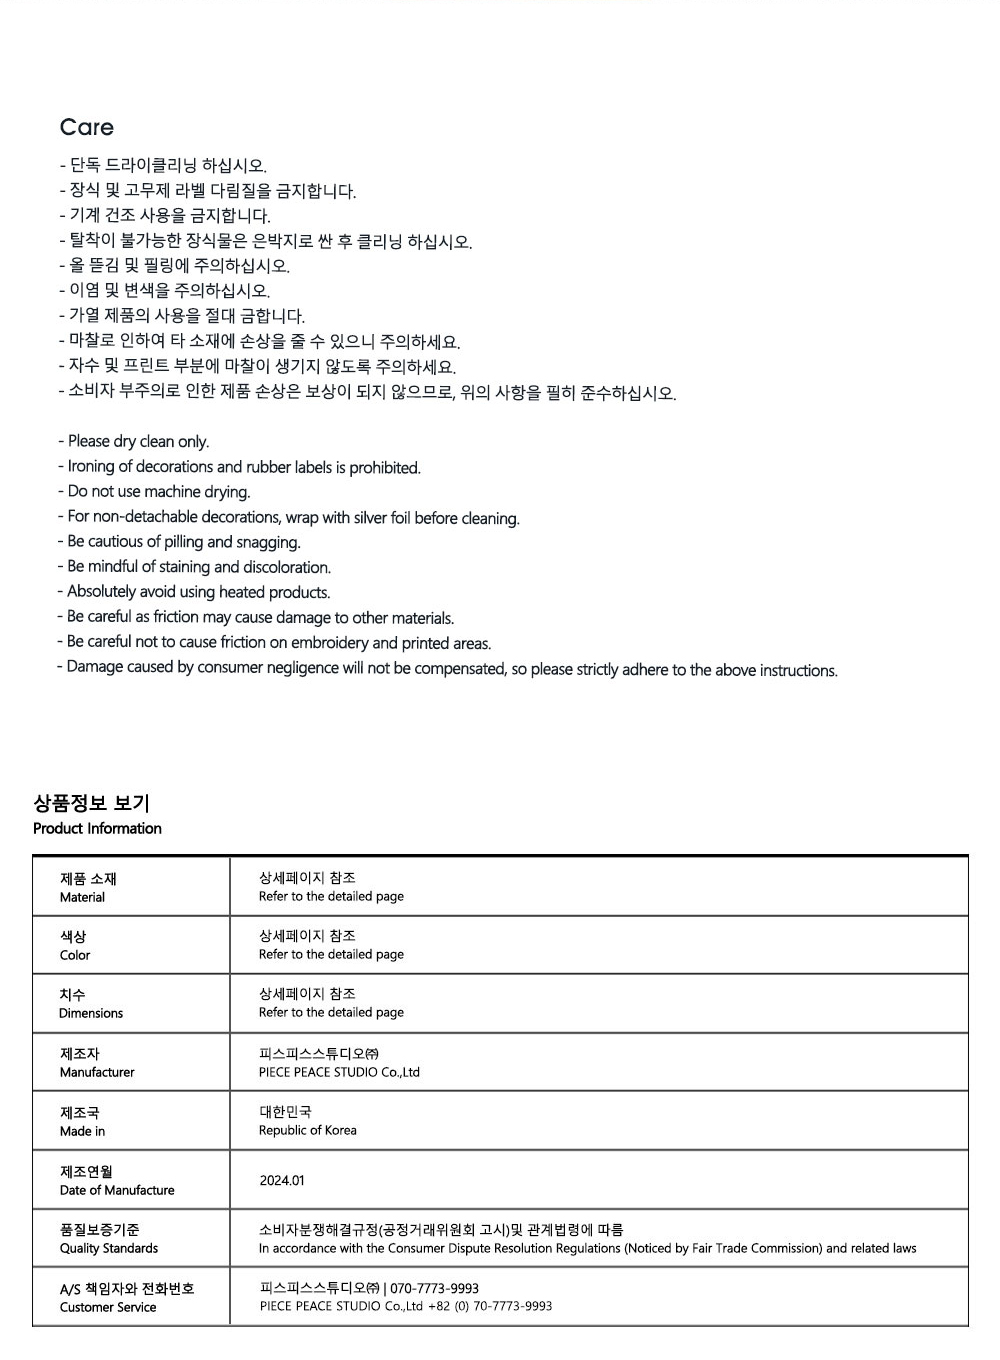 Care
- 단독 드라이클리닝 하십시오.
- 장식 및 고무제 라벨 다림질을 금지합니다.
- 기계 건조 사용을 금지합니다.
- 탈착이 불가능한 장식물은 은박지로 싼 후 클리닝 하십시오.
- 올 뜯김 및 필링에 주의하십시오.
- 이염 및 변색을 주의하십시오.
- 가열 제품의 사용을 절대 금합니다.
- 마찰로 인하여 타 소재에 손상을 줄 수 있으니 주의하세요.
- 자수 및 프린트 부분에 마찰이 생기지 않도록 주의하세요.
- 소비자 부주의로 인한 제품 손상은 보상이 되지 않으므로, 위의 사항을 필히 준수하십시오.
- Please dry clean only.
- Ironing of decorations and rubber labels is prohibited.
- Do not use machine drying.
- For non-detachable decorations, wrap with silver foil before cleaning.
- Be cautious of pilling and snagging.
- Be mindful of staining and discoloration.
- Absolutely avoid using heated products.
- Be careful as friction may cause damage to other materials.
- Be careful not to cause friction on embroidery and printed areas.
- Damage caused by consumer negligence will not be compensated, so please strictly adhere to the above instructions.
상품정보 보기
Product Information
제품 소재
Material
상세페이지 참조
Refer to the detailed page
색상
Color
상세페이지 참조
Refer to the detailed page
치수
Dimensions
상세페이지 참조
Refer to the detailed page
제조자
Manufacturer
피스피스스튜디오㈜
PIECE PEACE STUDIO Co.,Ltd
제조국
Made in
대한민국
Republic of Korea
제조연월
Date of Manufacture
2024.01
품질보증기준
Quality Standards
소비자분쟁해결규정(공정거래위원회 고시)및 관계법령에 따름
In accordance with the Consumer Dispute Resolution Regulations (Noticed by Fair Trade Commission) and related laws
A/S 책임자와 전화번호
Customer Service
피스피스스튜디오㈜ | 070-7773-9993
PIECE PEACE STUDIO Co.,Ltd +82 (0) 70-7773-9993